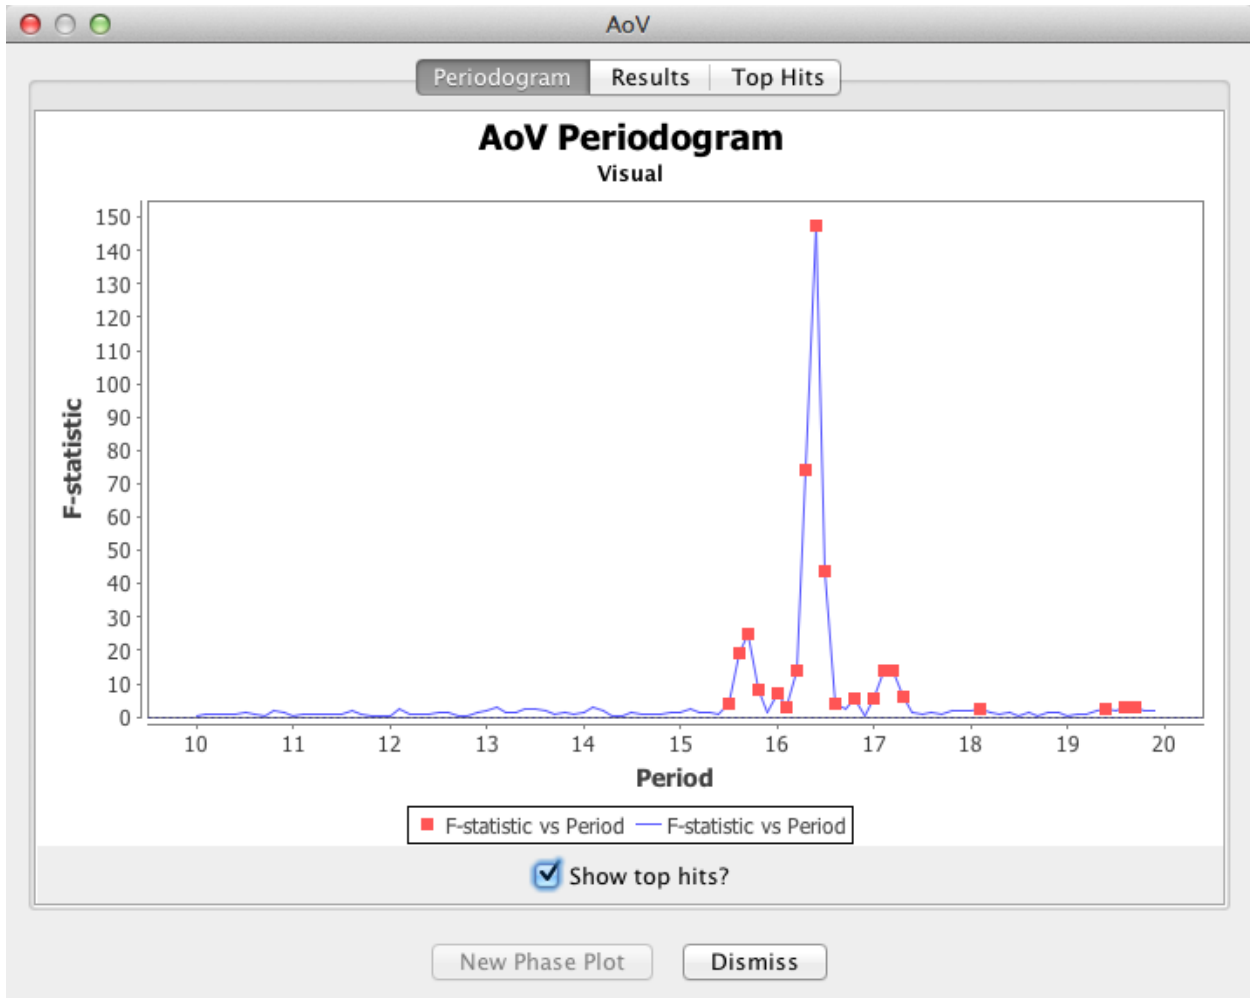 AoV
Periodogram Results Top Hits
AoV Periodogram
Visual
150
140
130
120
110
100
90
80
70
60
50
40
30
20
10
0
F-statistic
10 11 12 13 14 15 16 17 18 19 20
Period
F-statistic vs Period F-statistic vs Period
Show top hits?
New Phase Plot Dismiss